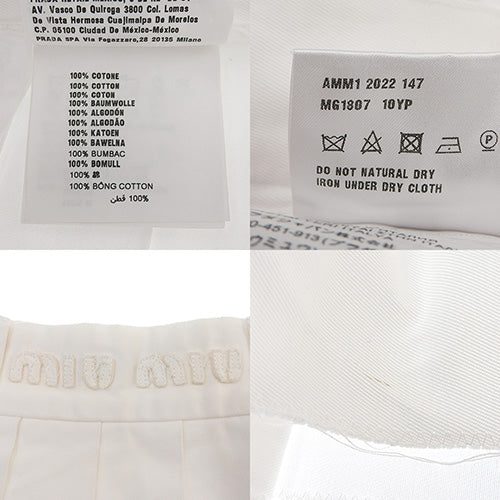 AV. Vasco De Quiroga 3800 Col. Lomas
De Vista Hermosa Cuajimalpa De Morelos
C.P. 05100 Ciudad De México-México
PRADA SPA Via Fogazzaro,28 20135 Milano
100% COTONE
100% COTTON
100% COTON
100% BAUMWOLLE
100% ALGODÓN
100% ALGODÃO
100% KATOEN
100% BAWELNA
100% BUMBAC
100% BOMULL
100% 綿
100% BÔNG COTTON
100% قطن
AMM1 2022 147
MG1807 10YP
P
DO NOT NATURAL DRY
IRON UNDER DRY CLOTH
miu miu